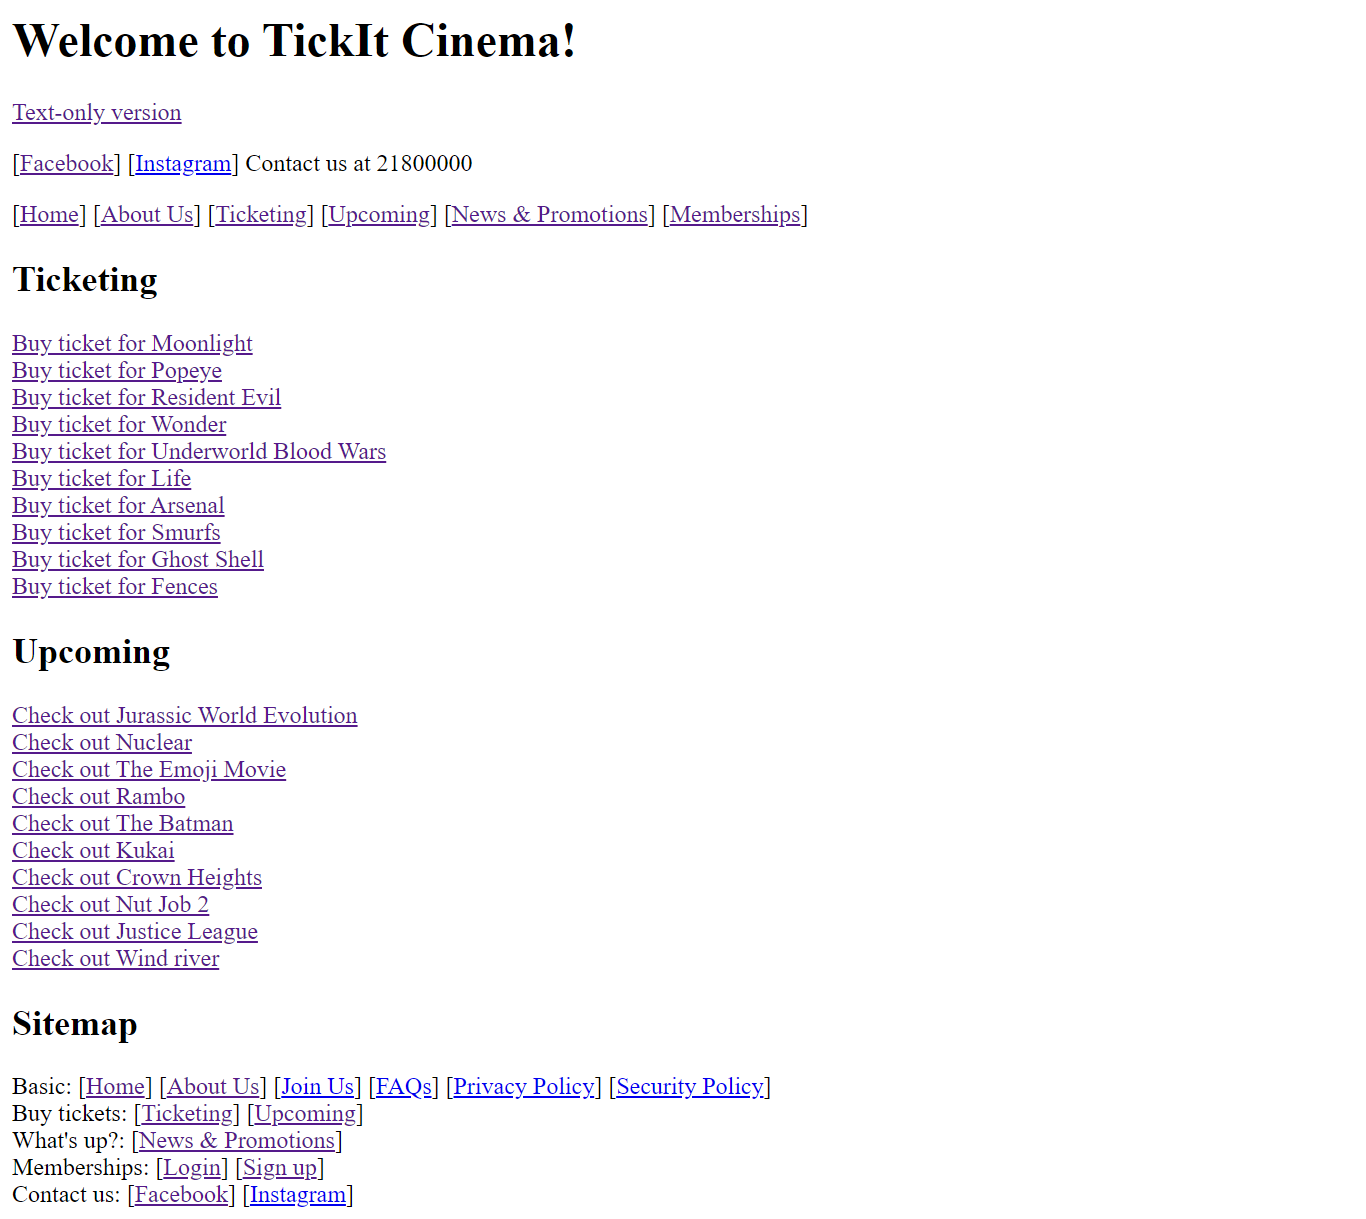 Welcome to TickIt Cinema!
Text-only version
[Facebook] [Instagram] Contact us at 21800000
[Home] [About Us] [Ticketing] [Upcoming] [News & Promotions] [Memberships]
Ticketing
Buy ticket for Moonlight
Buy ticket for Popeye
Buy ticket for Resident Evil
Buy ticket for Wonder
Buy ticket for Underworld Blood Wars
Buy ticket for Life
Buy ticket for Arsenal
Buy ticket for Smurfs
Buy ticket for Ghost Shell
Buy ticket for Fences
Upcoming
Check out Jurassic World Evolution
Check out Nuclear
Check out The Emoji Movie
Check out Rambo
Check out The Batman
Check out Kukai
Check out Crown Heights
Check out Nut Job 2
Check out Justice League
Check out Wind river
Sitemap
Basic: [Home] [About Us] [Join Us] [FAQs] [Privacy Policy] [Security Policy]
Buy tickets: [Ticketing] [Upcoming]
What's up?: [News & Promotions]
Memberships: [Login] [Sign up]
Contact us: [Facebook] [Instagram]